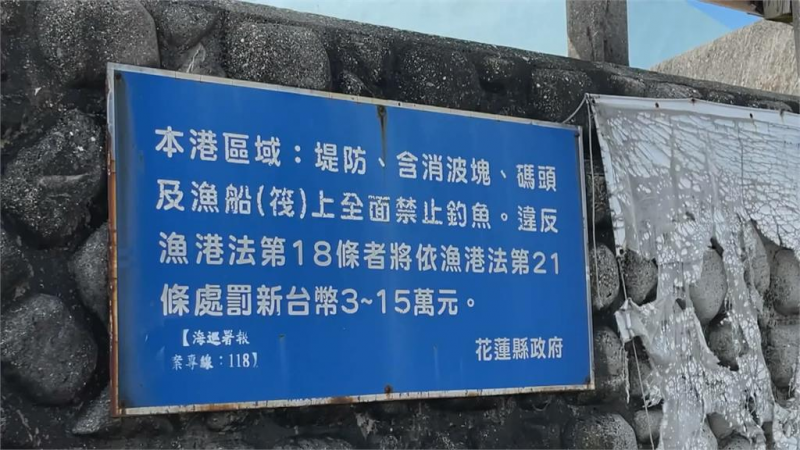 本港區域：堤防、含消波塊、碼頭
及漁船(筏)上全面禁止釣魚。違反
漁港法第18條者將依漁港法第21
條處罰新台幣3~15萬元。
【海巡署報
案專線：118】
花蓮縣政府